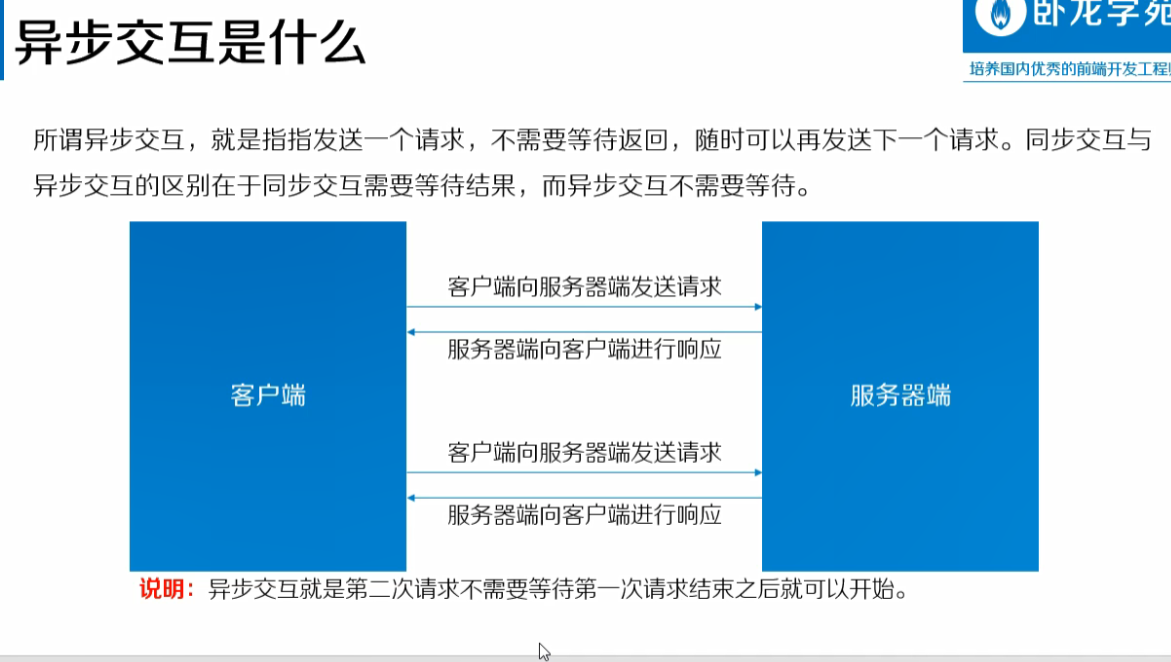 异步交互是什么
卧龙学苑
培养国内优秀的前端开发工程
所谓异步交互，就是指指发送一个请求，不需要等待返回，随时可以再发送下一个请求。同步交互与
异步交互的区别在于同步交互需要等待结果，而异步交互不需要等待。
客户端向服务器端发送请求
服务器端向客户端进行响应
客户端
服务器端
客户端向服务器端发送请求
服务器端向客户端进行响应
说明：异步交互就是第二次请求不需要等待第一次请求结束之后就可以开始。